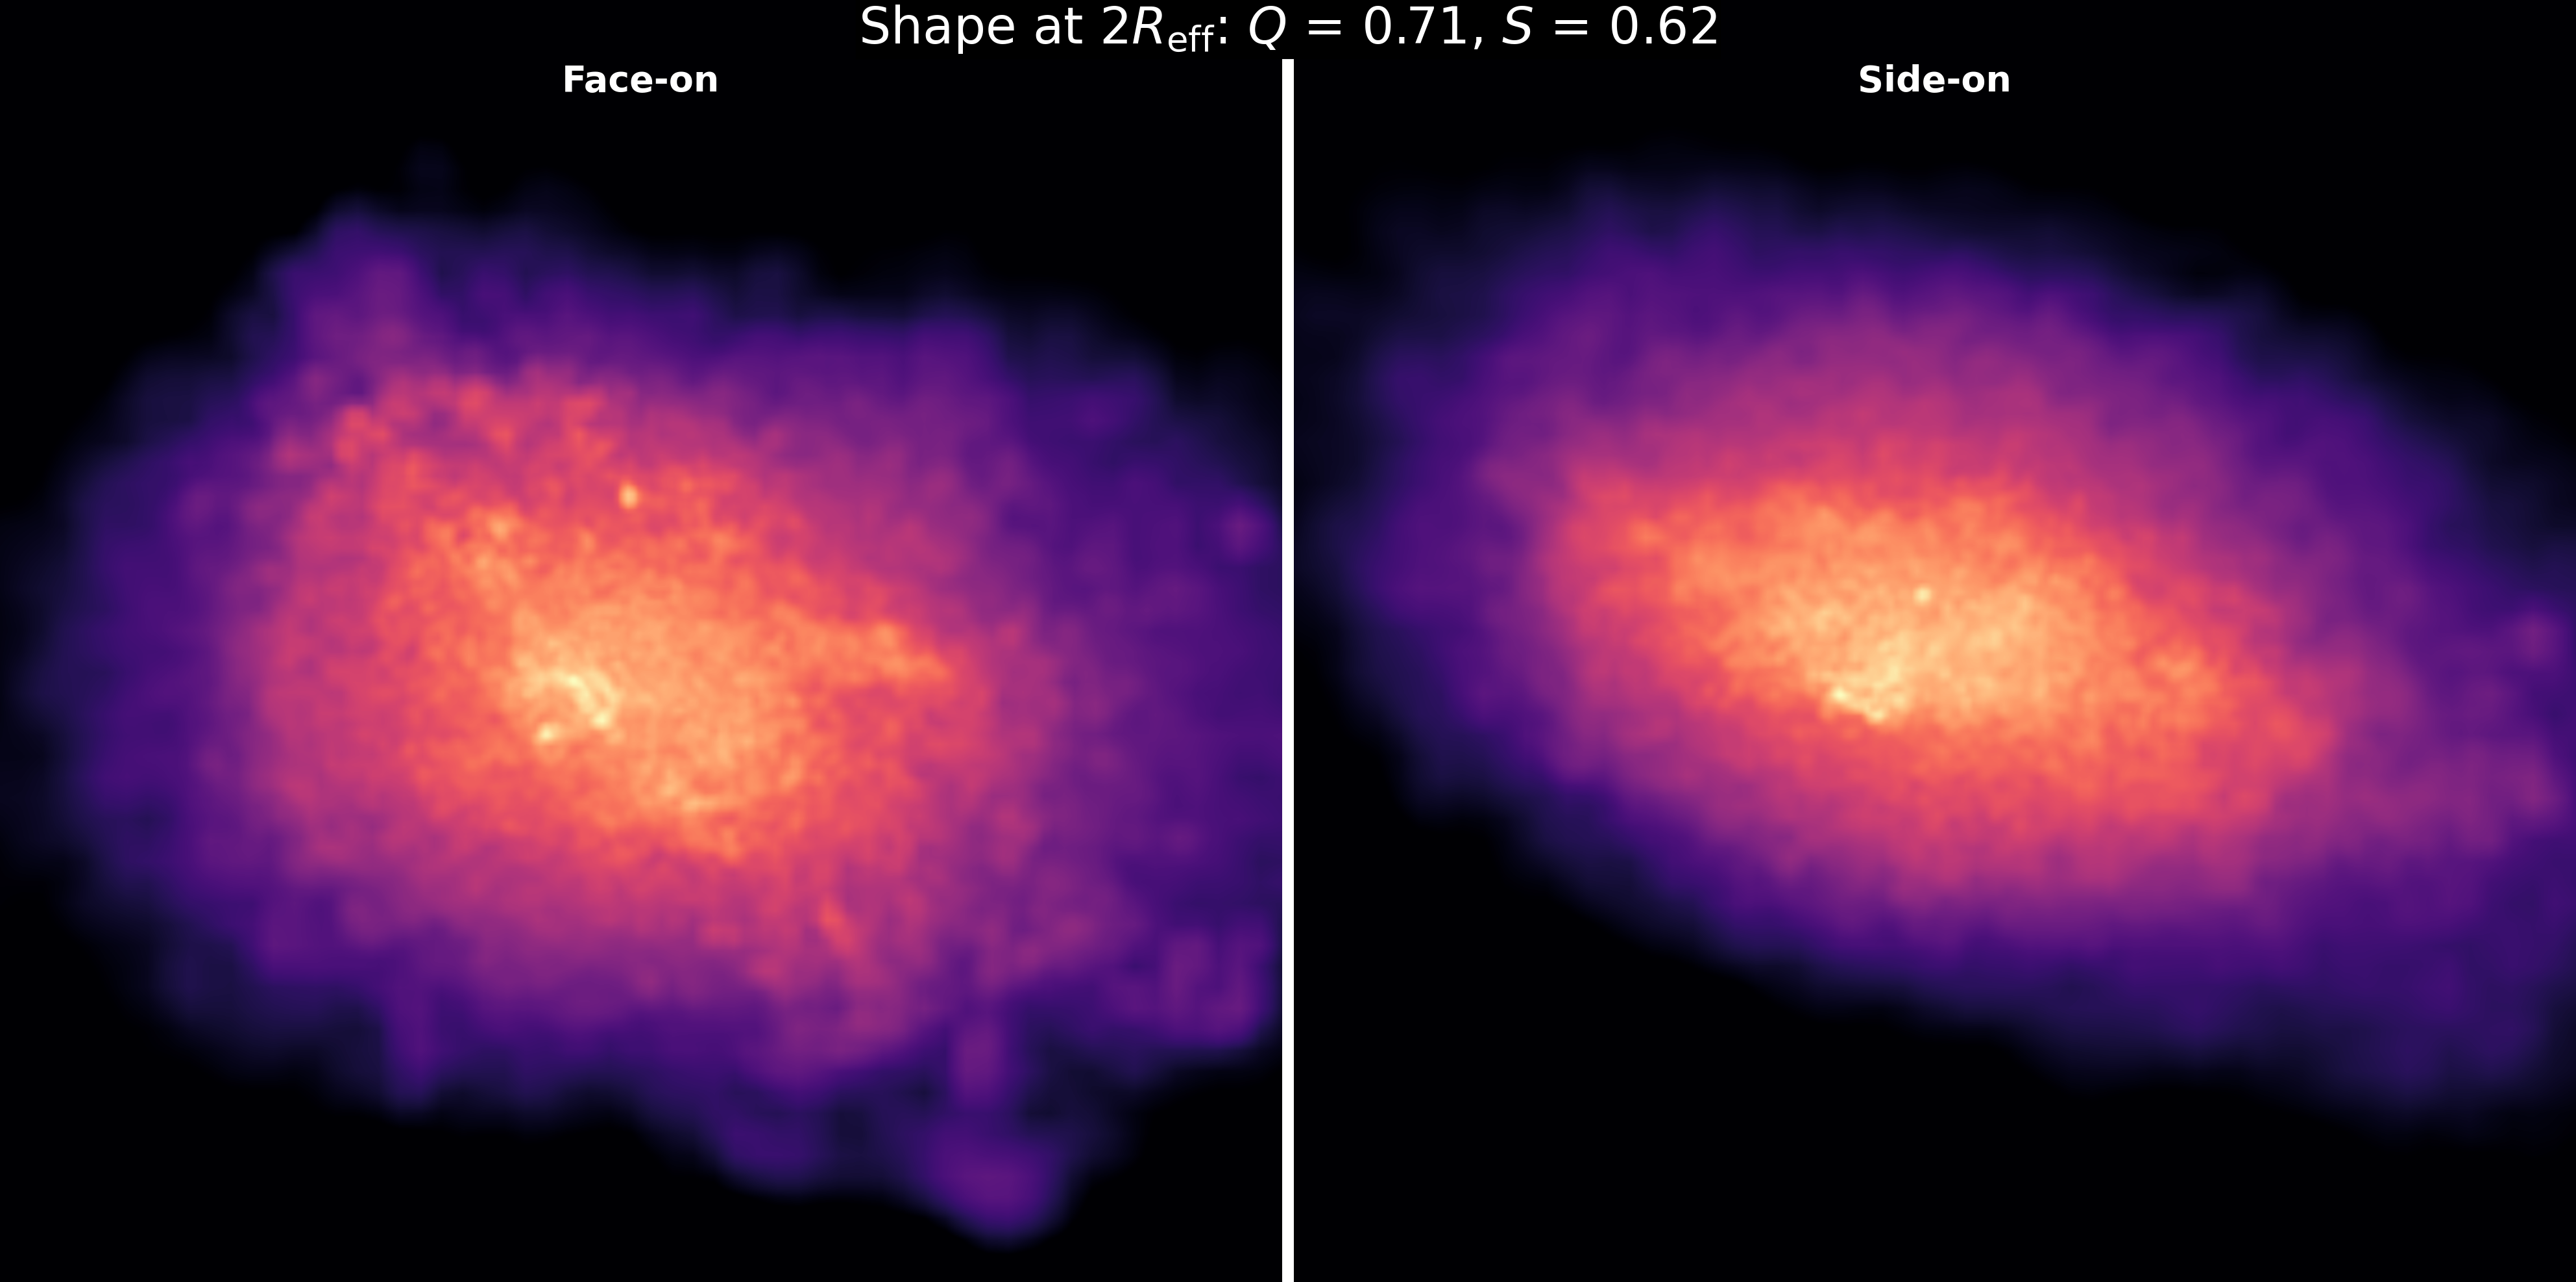 Shape at 2R_eff: Q = 0.71, S = 0.62
Face-on
Side-on